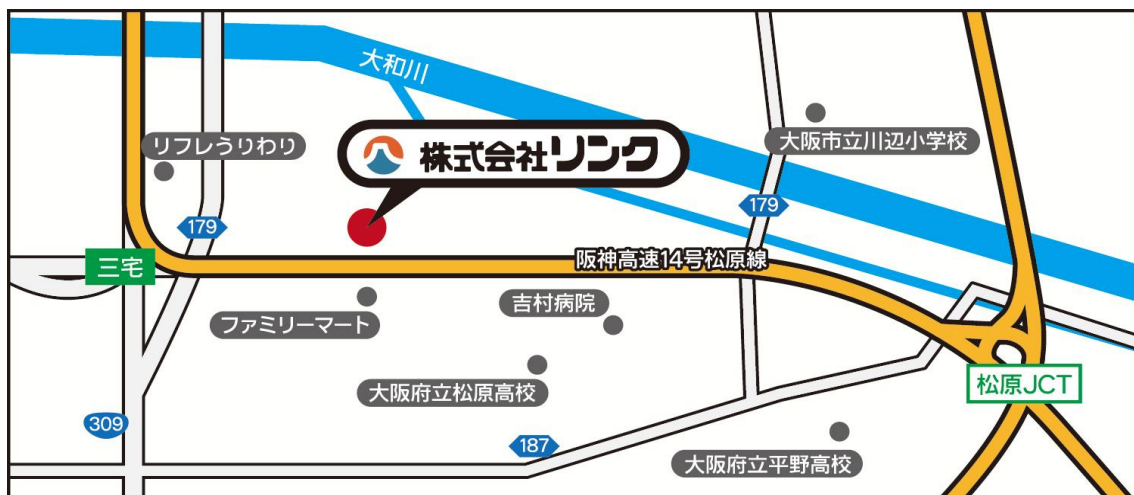 大和川
リフレうりわり
株式会社リンク
大阪市立川辺小学校
179
179
三宅
阪神高速14号松原線
ファミリーマート
吉村病院
大阪府立松原高校
松原JCT
309
187
大阪府立平野高校